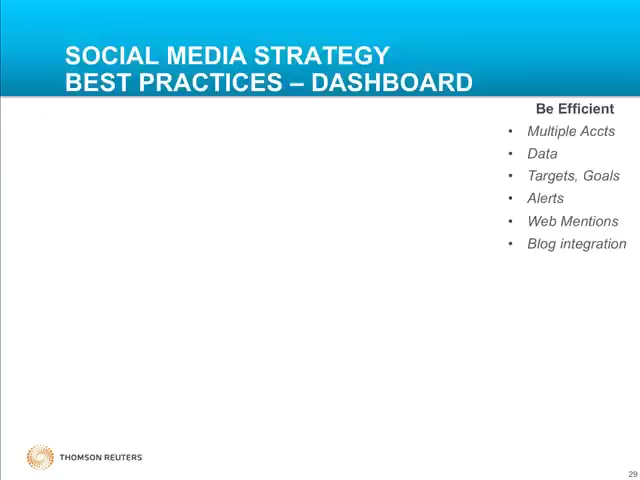 SOCIAL MEDIA STRATEGY
BEST PRACTICES – DASHBOARD
Be Efficient
• Multiple Accts
• Data
• Targets, Goals
• Alerts
• Web Mentions
• Blog integration
THOMSON REUTERS
29